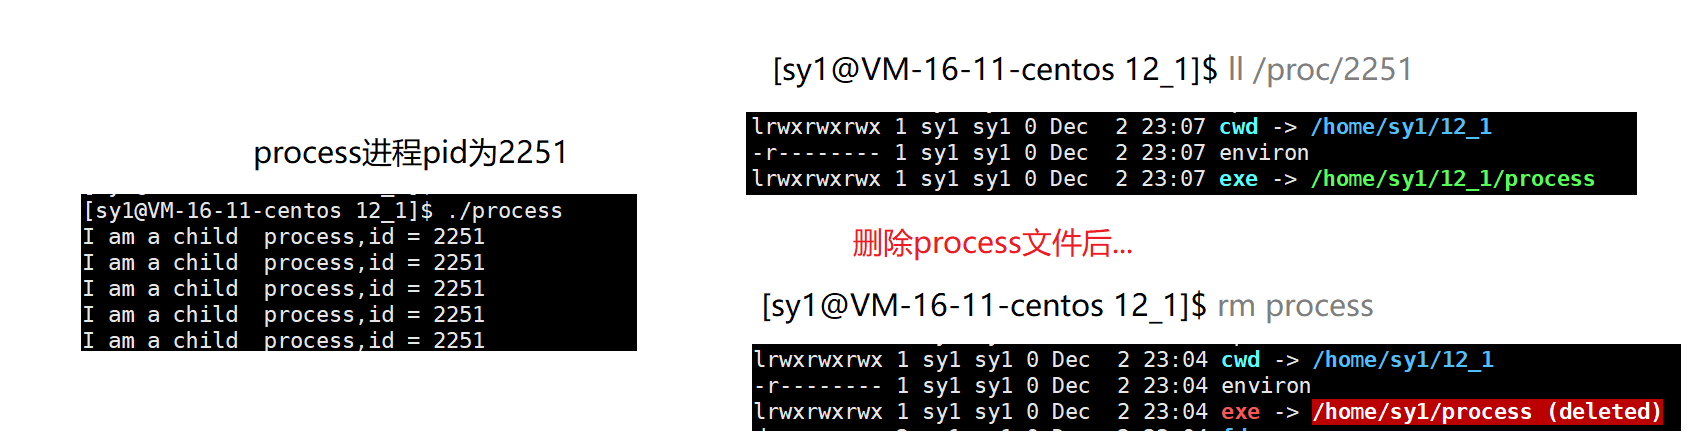 process进程pid为2251
[sy1@VM-16-11-centos 12_1]$ ./process
I am a child  process,id = 2251
I am a child  process,id = 2251
I am a child  process,id = 2251
I am a child  process,id = 2251
I am a child  process,id = 2251
[sy1@VM-16-11-centos 12_1]$ ll /proc/2251
lrwxrwxrwx 1 sy1 sy1 0 Dec  2 23:07 cwd -> /home/sy1/12_1
-r-------- 1 sy1 sy1 0 Dec  2 23:07 environ
lrwxrwxrwx 1 sy1 sy1 0 Dec  2 23:07 exe -> /home/sy1/12_1/process
删除process文件后...
[sy1@VM-16-11-centos 12_1]$ rm process
lrwxrwxrwx 1 sy1 sy1 0 Dec  2 23:04 cwd -> /home/sy1/12_1
-r-------- 1 sy1 sy1 0 Dec  2 23:04 environ
lrwxrwxrwx 1 sy1 sy1 0 Dec  2 23:04 exe -> /home/sy1/process (deleted)